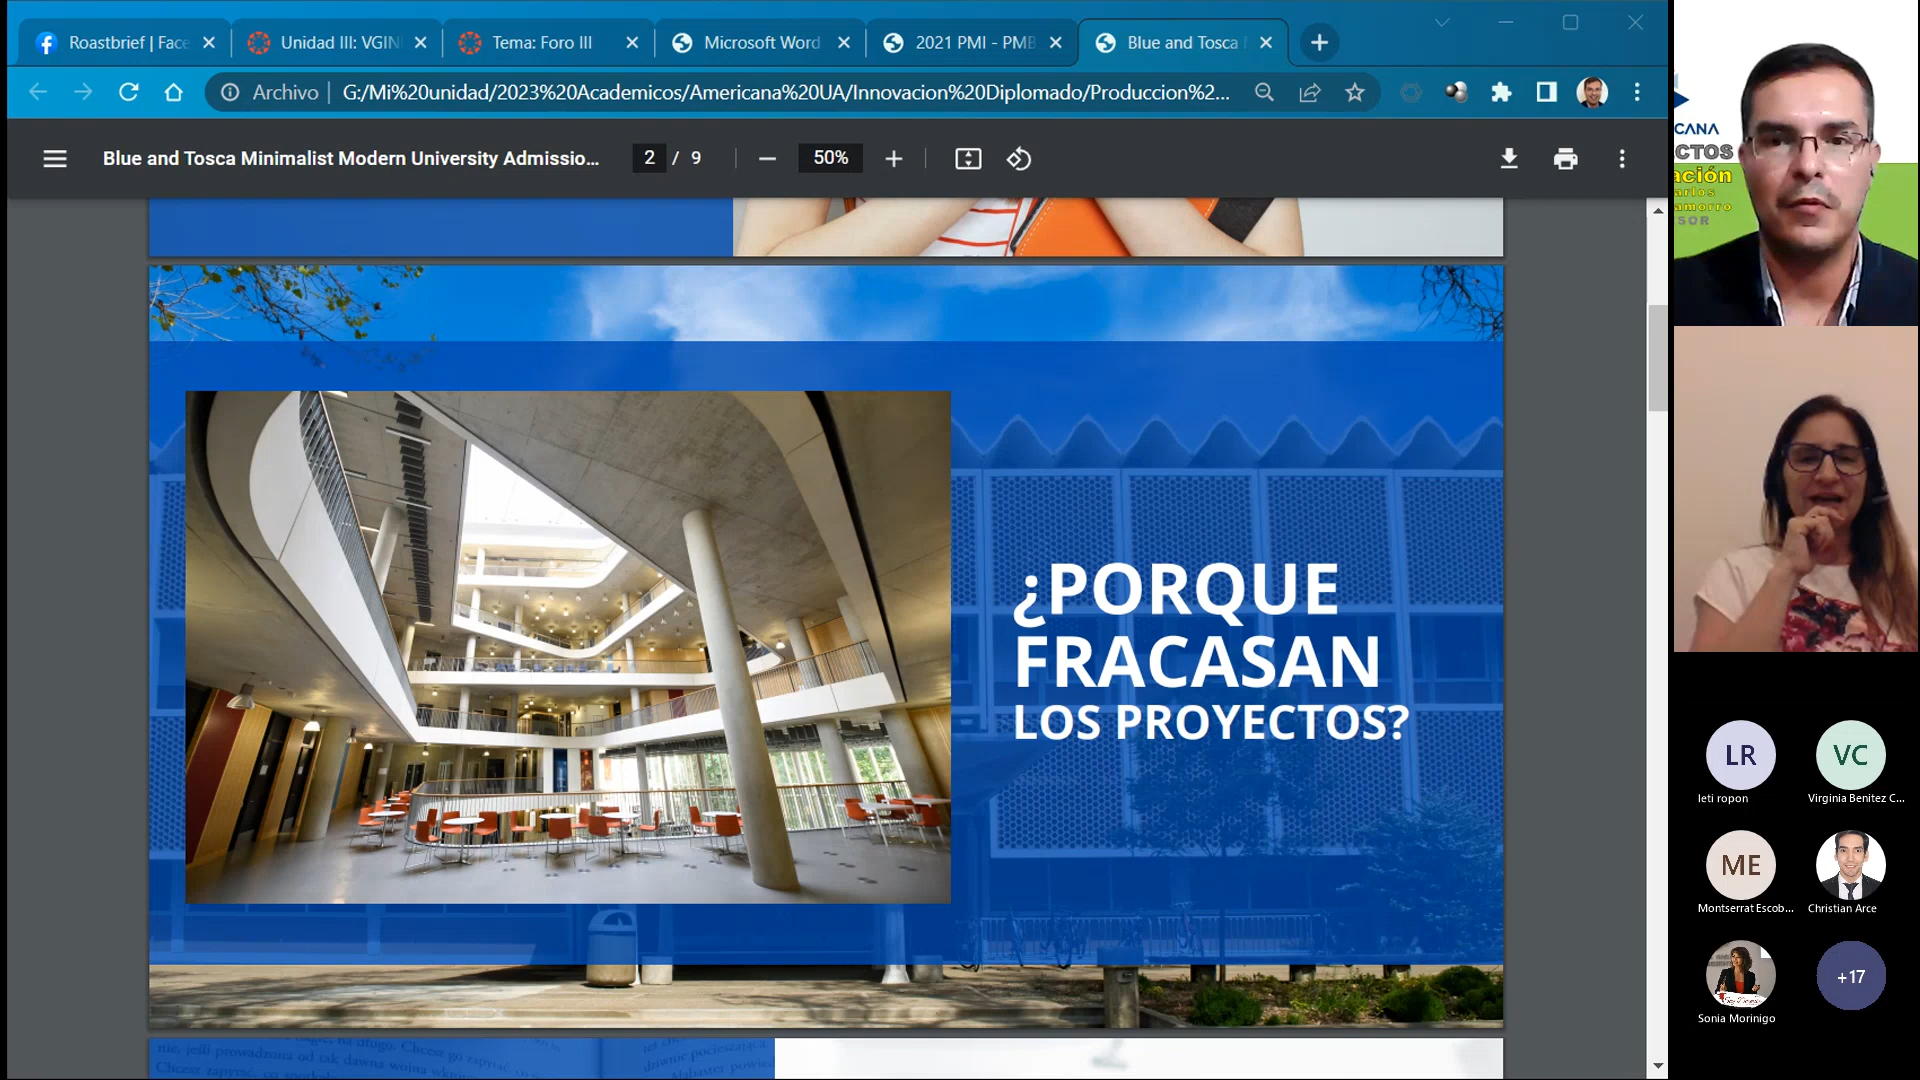 Roastbrief | Face
Unidad III: VGIN
Tema: Foro III
Microsoft Word
2021 PMI - PMB
Blue and Tosca
Archivo
G:/Mi%20unidad/2023%20Academicos/Americana%20UA/Innovacion%20Diplomado/Produccion%2...
Blue and Tosca Minimalist Modern University Admissio...
2 / 9
50%
¿PORQUE
FRACASAN
LOS PROYECTOS?
CANA
CTOS
ación
arlos
amorro
SOR
LR
leti ropon
VC
Virginia Benitez C...
ME
Montserrat Escob...
Christian Arce
Sonia Morinigo
+17